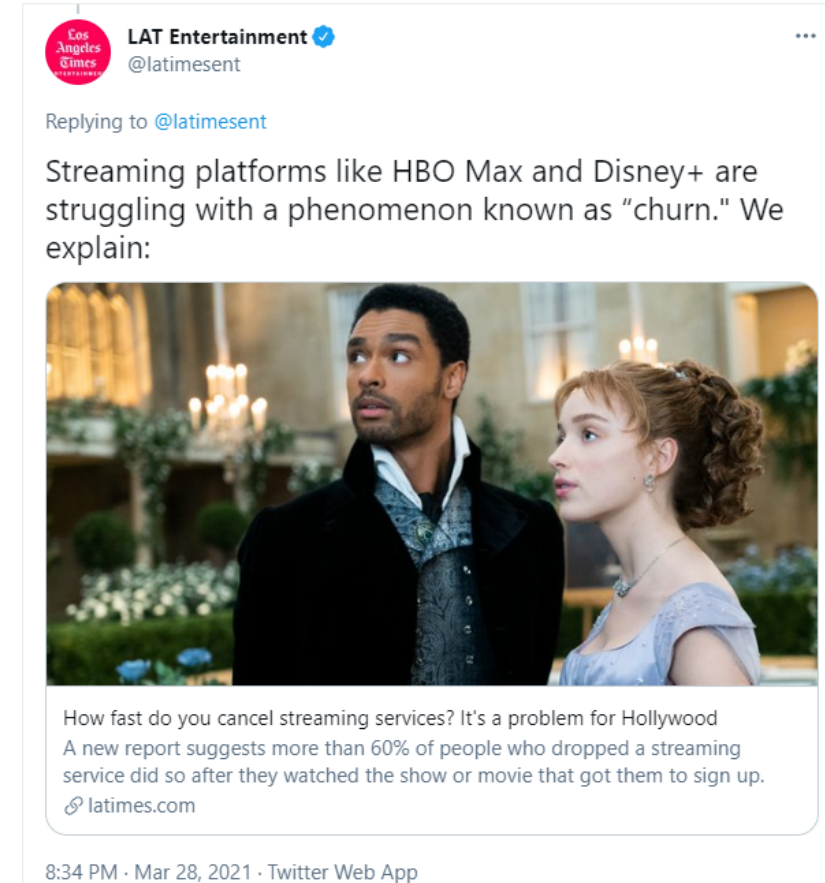 Los
Angeles
Times
ENTERTAINMENT
LAT Entertainment
@latimesent
Replying to @latimesent
Streaming platforms like HBO Max and Disney+ are
struggling with a phenomenon known as “churn." We
explain:
How fast do you cancel streaming services? It's a problem for Hollywood
A new report suggests more than 60% of people who dropped a streaming
service did so after they watched the show or movie that got them to sign up.
latimes.com
8:34 PM · Mar 28, 2021 · Twitter Web App